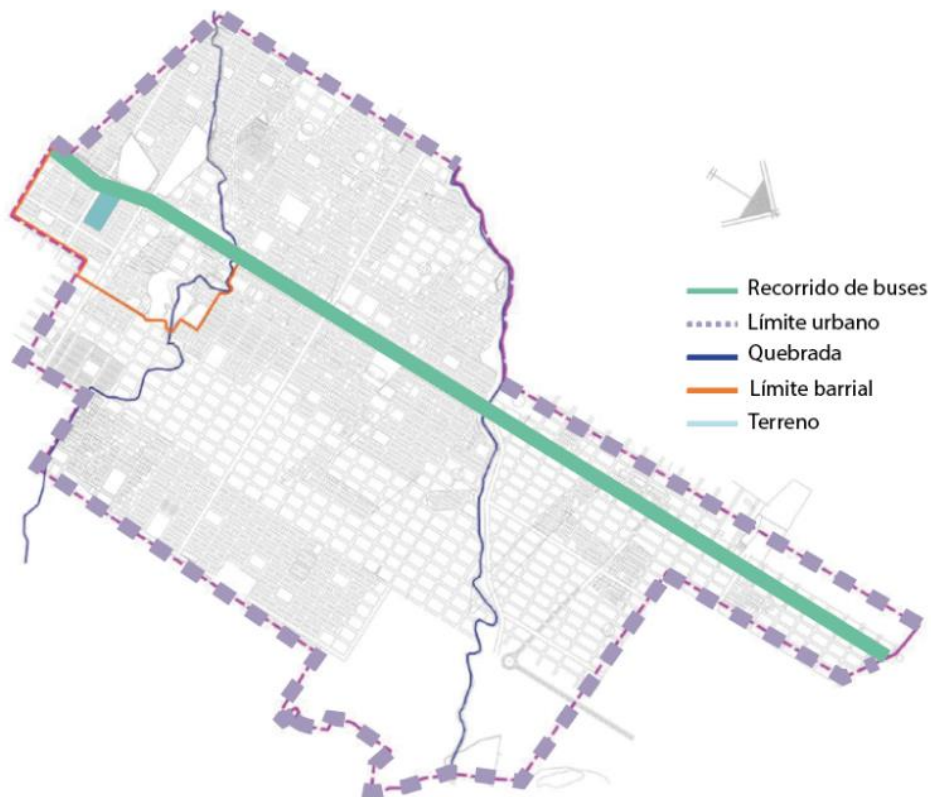 Recorrido de buses
Límite urbano
Quebrada
Límite barrial
Terreno